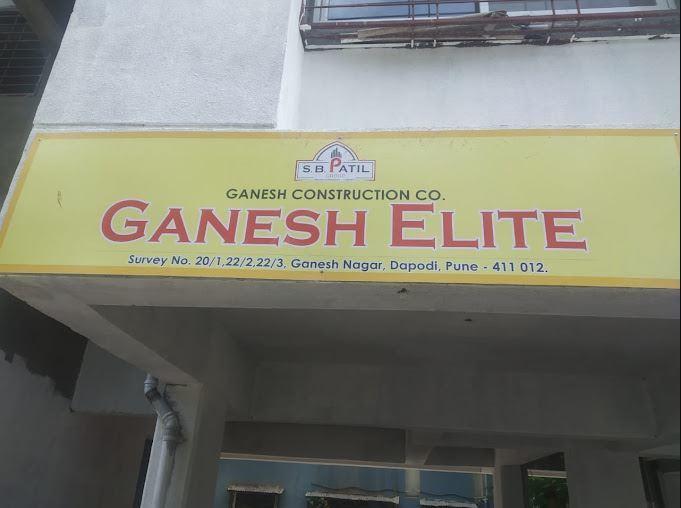 S.B. PATIL
GROUP
GANESH CONSTRUCTION CO.
GANESH ELITE
Survey No. 20/1,22/2,22/3, Ganesh Nagar, Dapodi, Pune - 411 012.